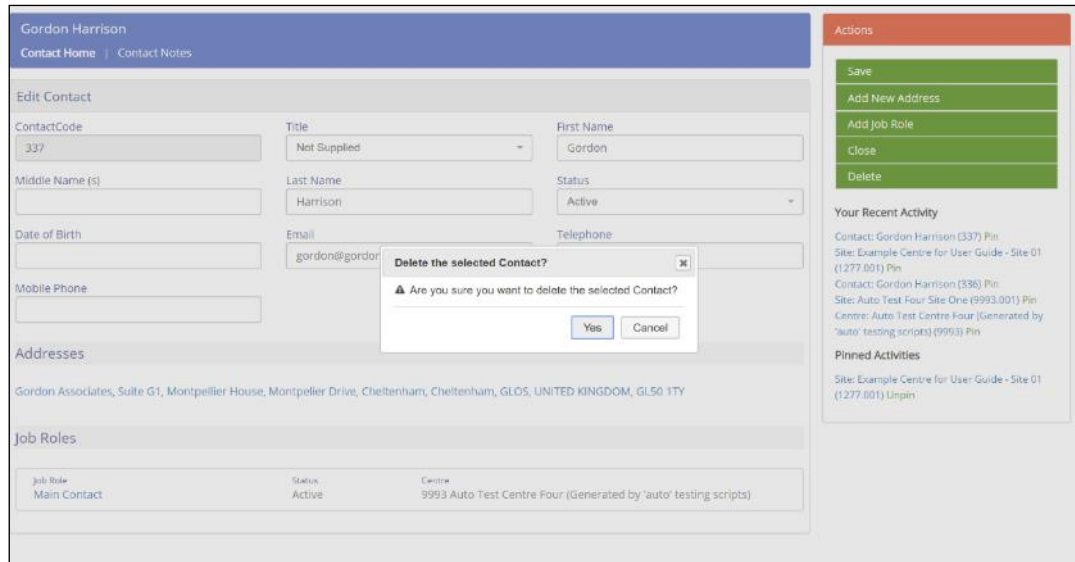 Gordon Harrison
Contact Home | Contact Notes
Edit Contact
ContactCode
337
Title
Not Supplied
First Name
Gordon
Middle Name (s)
Last Name
Harrison
Status
Active
Date of Birth
Email
gordon@gordon
Telephone
Mobile Phone
Delete the selected Contact?
Are you sure you want to delete the selected Contact?
Yes
Cancel
Addresses
Gordon Associates, Suite G1, Montpellier House, Montpelier Drive, Cheltenham, Cheltenham, GLOS, UNITED KINGDOM, GL50 1TY
Job Roles
Job Role
Main Contact
Status
Active
Centre
9993 Auto Test Centre Four (Generated by 'auto' testing scripts)
Actions
Save
Add New Address
Add Job Role
Close
Delete
Your Recent Activity
Contact: Gordon Harrison (337) Pin
Site: Example Centre for User Guide - Site 01
(1277.001) Pin
Contact: Gordon Harrison (336) Pin
Site: Auto Test Four Site One (9993.001) Pin
Centre: Auto Test Centre Four (Generated by
'auto' testing scripts) (9993) Pin
Pinned Activities
Site: Example Centre for User Guide - Site 01
(1277.001) Unpin